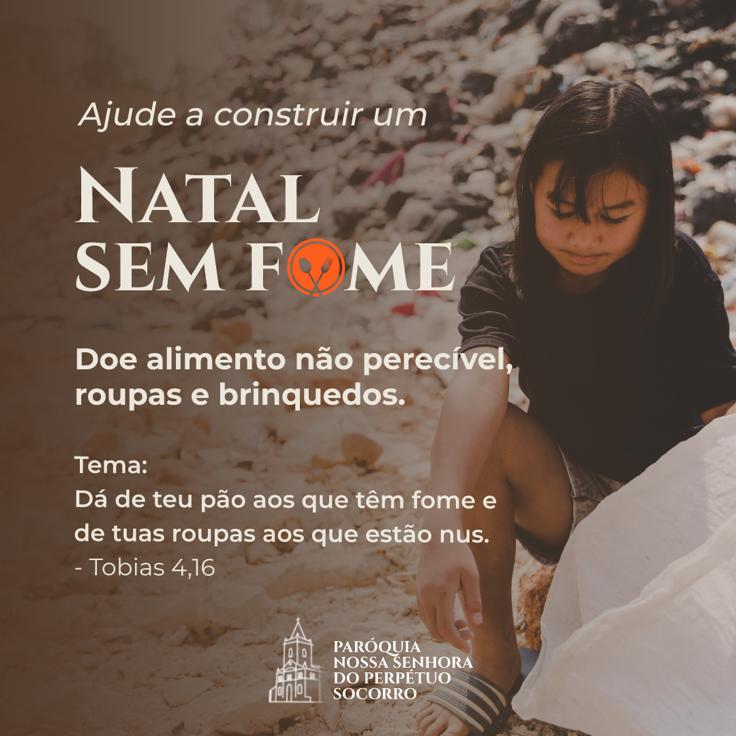 Ajude a construir um
NATAL
SEM FOME
Doe alimento não perecível,
roupas e brinquedos.
Tema:
Dá de teu pão aos que têm fome e
de tuas roupas aos que estão nus.
- Tobias 4,16
PARÓQUIA
NOSSA SENHORA
DO PERPÉTUO
SOCORRO